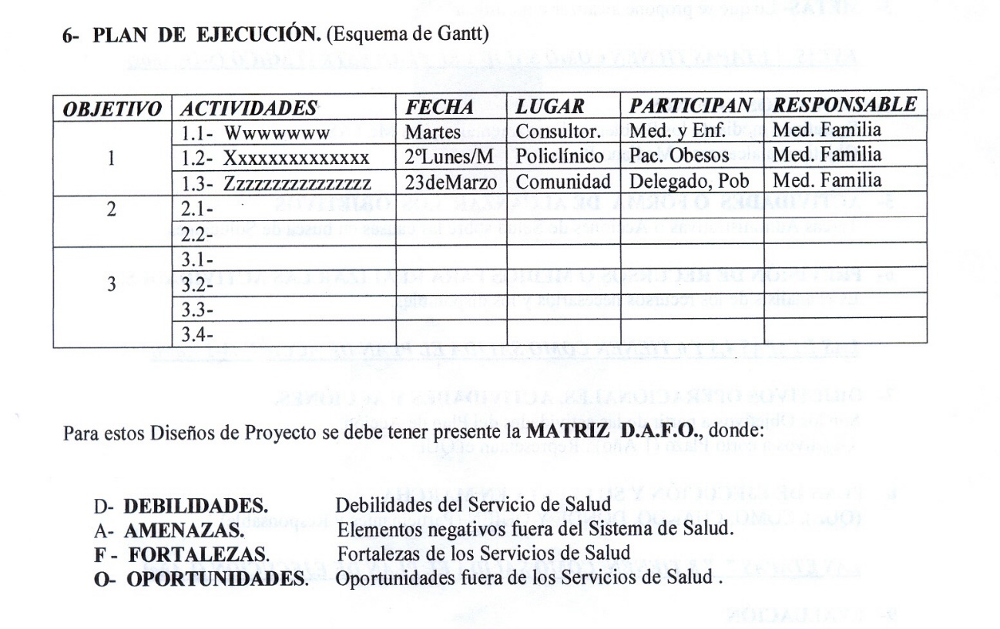 6- PLAN DE EJECUCIÓN. (Esquema de Gantt)
OBJETIVO ACTIVIDADES FECHA LUGAR PARTICIPAN RESPONSABLE
1.1- Wwwwwwww Martes Consultor. Med. y Enf. Med. Familia
1 1.2- Xxxxxxxxxxxxxx 2ºLunes/M Policlínico Pac. Obesos Med. Familia
1.3- Zzzzzzzzzzzzzzzz 23deMarzo Comunidad Delegado, Pob Med. Familia
2 2.1-
2.2-
3.1-
3 3.2-
3.3-
3.4-
Para estos Diseños de Proyecto se debe tener presente la MATRIZ D.A.F.O., donde:
D- DEBILIDADES. Debilidades del Servicio de Salud
A- AMENAZAS. Elementos negativos fuera del Sistema de Salud.
F - FORTALEZAS. Fortalezas de los Servicios de Salud
O- OPORTUNIDADES. Oportunidades fuera de los Servicios de Salud .